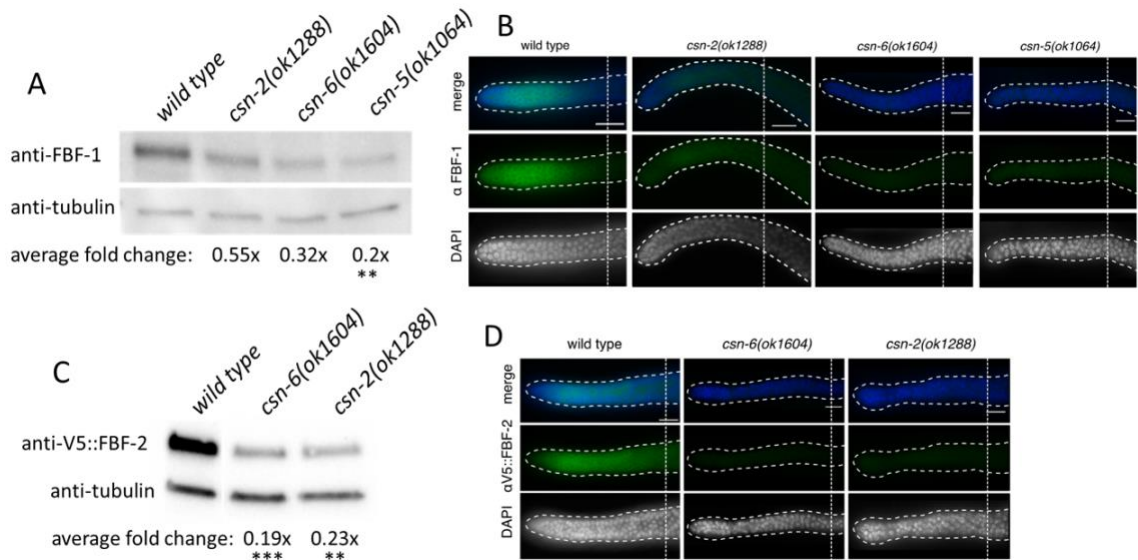 A
wild type
csn-2(ok1288)
csn-6(ok1604)
csn-5(ok1064)
anti-FBF-1
anti-tubulin
average fold change: 0.55x 0.32x 0.2x
**
B
wild type csn-2(ok1288) csn-6(ok1604) csn-5(ok1064)
merge
α FBF-1
DAPI
C
wild type
csn-6(ok1604)
csn-2(ok1288)
anti-V5::FBF-2
anti-tubulin
average fold change: 0.19x 0.23x
*** **
D
wild type csn-6(ok1604) csn-2(ok1288)
merge
αV5::FBF-2
DAPI